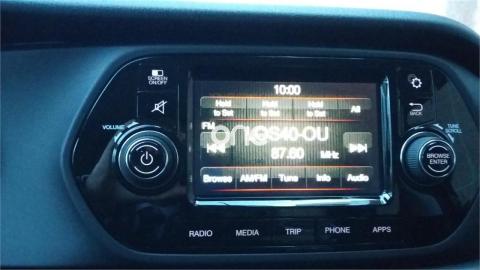 SCREEN
ON/OFF
10:00
Hold
to Set
Hold
to Set
Hold
to Set
All
BACK
VOLUME
TUNE
SCROLL
FM
87.60 MHz
BROWSE
ENTER
Browse AM/FM Tune Info Audio
RADIO MEDIA TRIP PHONE APPS